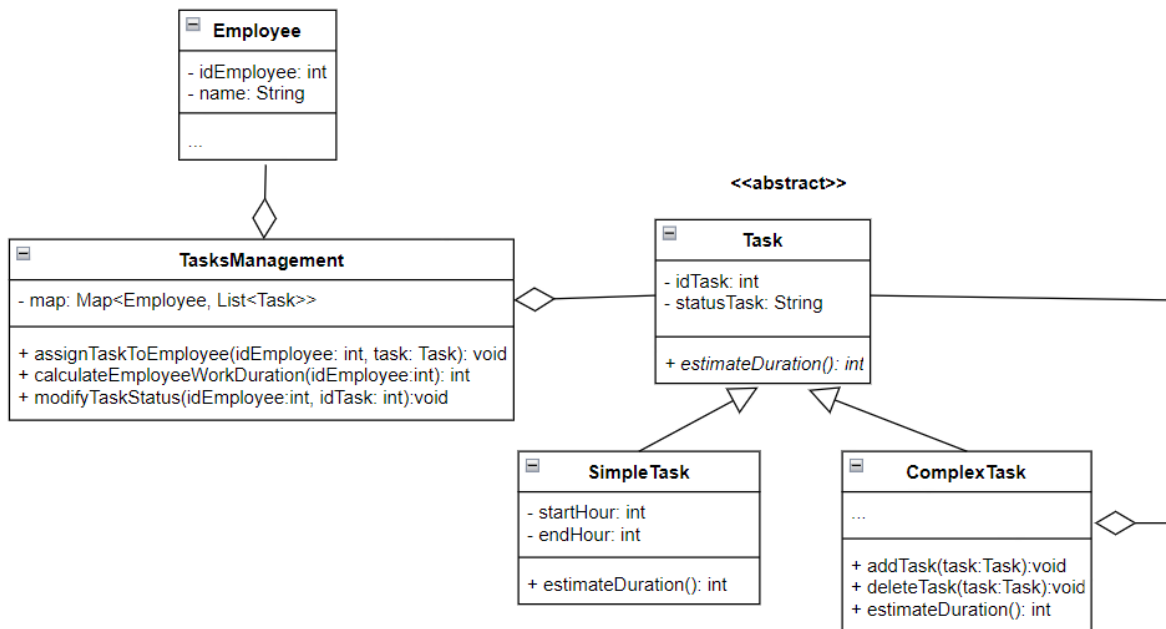 Employee
- idEmployee: int
- name: String
...
TasksManagement
- map: Map<Employee, List<Task>>
+ assignTaskToEmployee(idEmployee: int, task: Task): void
+ calculateEmployeeWorkDuration(idEmployee:int): int
+ modifyTaskStatus(idEmployee:int, idTask: int):void
<<abstract>>
Task
- idTask: int
- statusTask: String
+ estimateDuration(): int
SimpleTask
- startHour: int
- endHour: int
+ estimateDuration(): int
ComplexTask
...
+ addTask(task:Task):void
+ deleteTask(task:Task):void
+ estimateDuration(): int